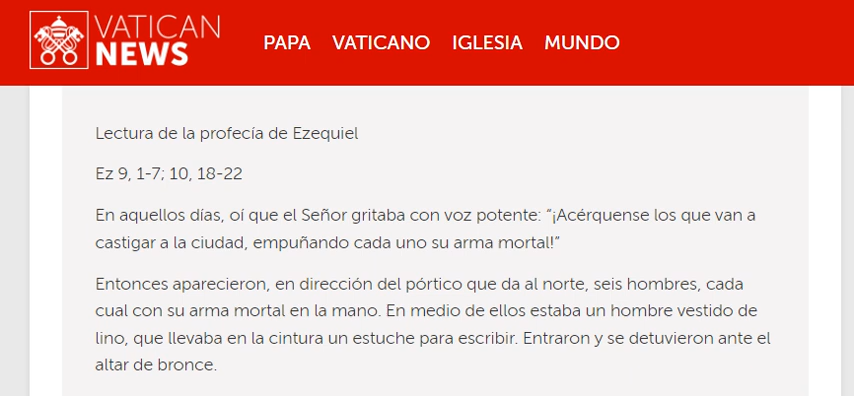 VATICAN
NEWS
PAPA VATICANO IGLESIA MUNDO
Lectura de la profecía de Ezequiel
Ez 9, 1-7; 10, 18-22
En aquellos días, oí que el Señor gritaba con voz potente: “¡Acérquense los que van a
castigar a la ciudad, empuñando cada uno su arma mortal!”
Entonces aparecieron, en dirección del pórtico que da al norte, seis hombres, cada
cual con su arma mortal en la mano. En medio de ellos estaba un hombre vestido de
lino, que llevaba en la cintura un estuche para escribir. Entraron y se detuvieron ante el
altar de bronce.